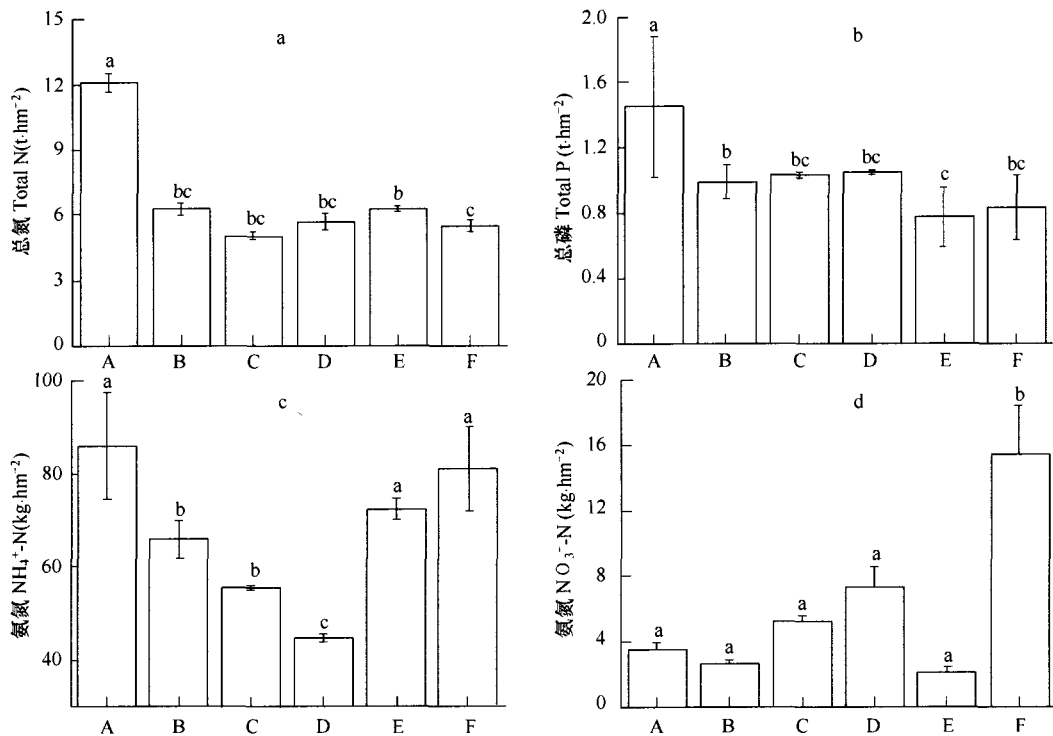 a
总氮 Total N(t·hm⁻²)
15
12
9
6
3
0
a
bc
bc
bc
b
c
A B C D E F
b
总磷 Total P (t·hm⁻²)
2.0
1.6
1.2
0.8
0.4
0
a
b
bc
bc
c
bc
A B C D E F
c
氨氮 NH₄⁺-N(kg·hm⁻²)
100
80
60
40
a
b
b
c
a
a
A B C D E F
d
氨氮 NO₃⁻-N (kg·hm⁻²)
20
16
12
8
4
0
a
a
a
a
a
b
A B C D E F